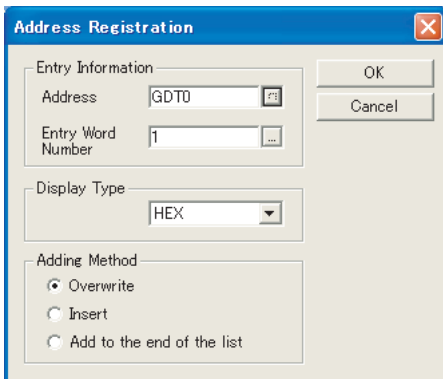 Address Registration
Entry Information
Address
GDT0
Entry Word
Number
1
...
Display Type
HEX
Adding Method
Overwrite
Insert
Add to the end of the list
OK
Cancel